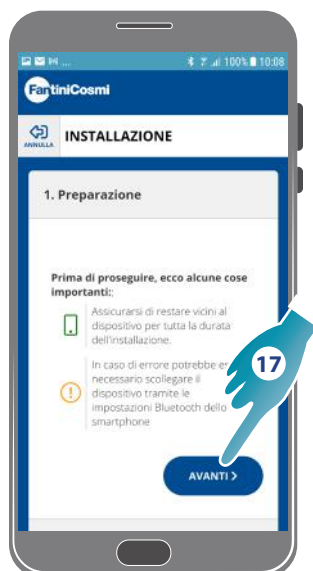 100% 10:08
FantiniCosmi
ANNULLA
INSTALLAZIONE
1. Preparazione
Prima di proseguire, ecco alcune cose
importanti::
Assicurarsi di restare vicini al
dispositivo per tutta la durata
dell'installazione.
In caso di errore potrebbe
necessario scollegare il
dispositivo tramite le
impostazioni Bluetooth dello
smartphone
17
AVANTI >